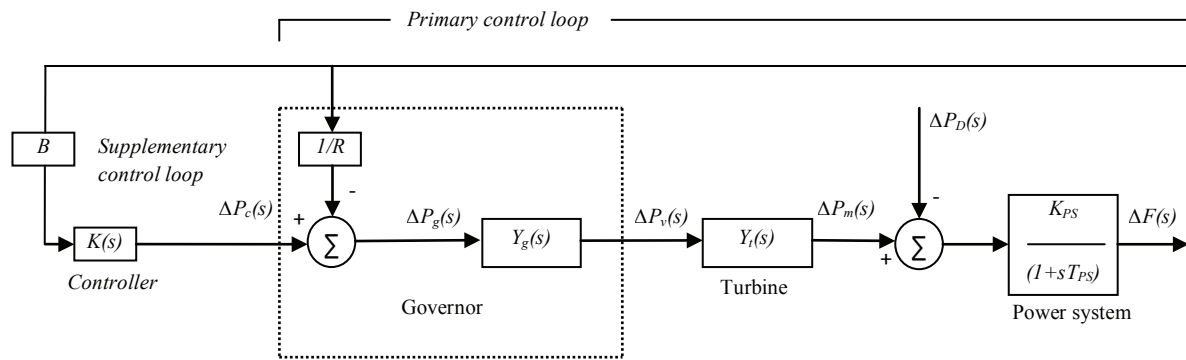 Primary control loop
ΔP_D(s)
B
Supplementary
control loop
1/R
-
-
ΔP_c(s)
+
ΔP_g(s)
ΔP_v(s)
ΔP_m(s)
K_PS
ΔF(s)
K(s)
Σ
Y_g(s)
Y_t(s)
+
Σ
(1+sT_PS)
Controller
Governor
Turbine
Power system